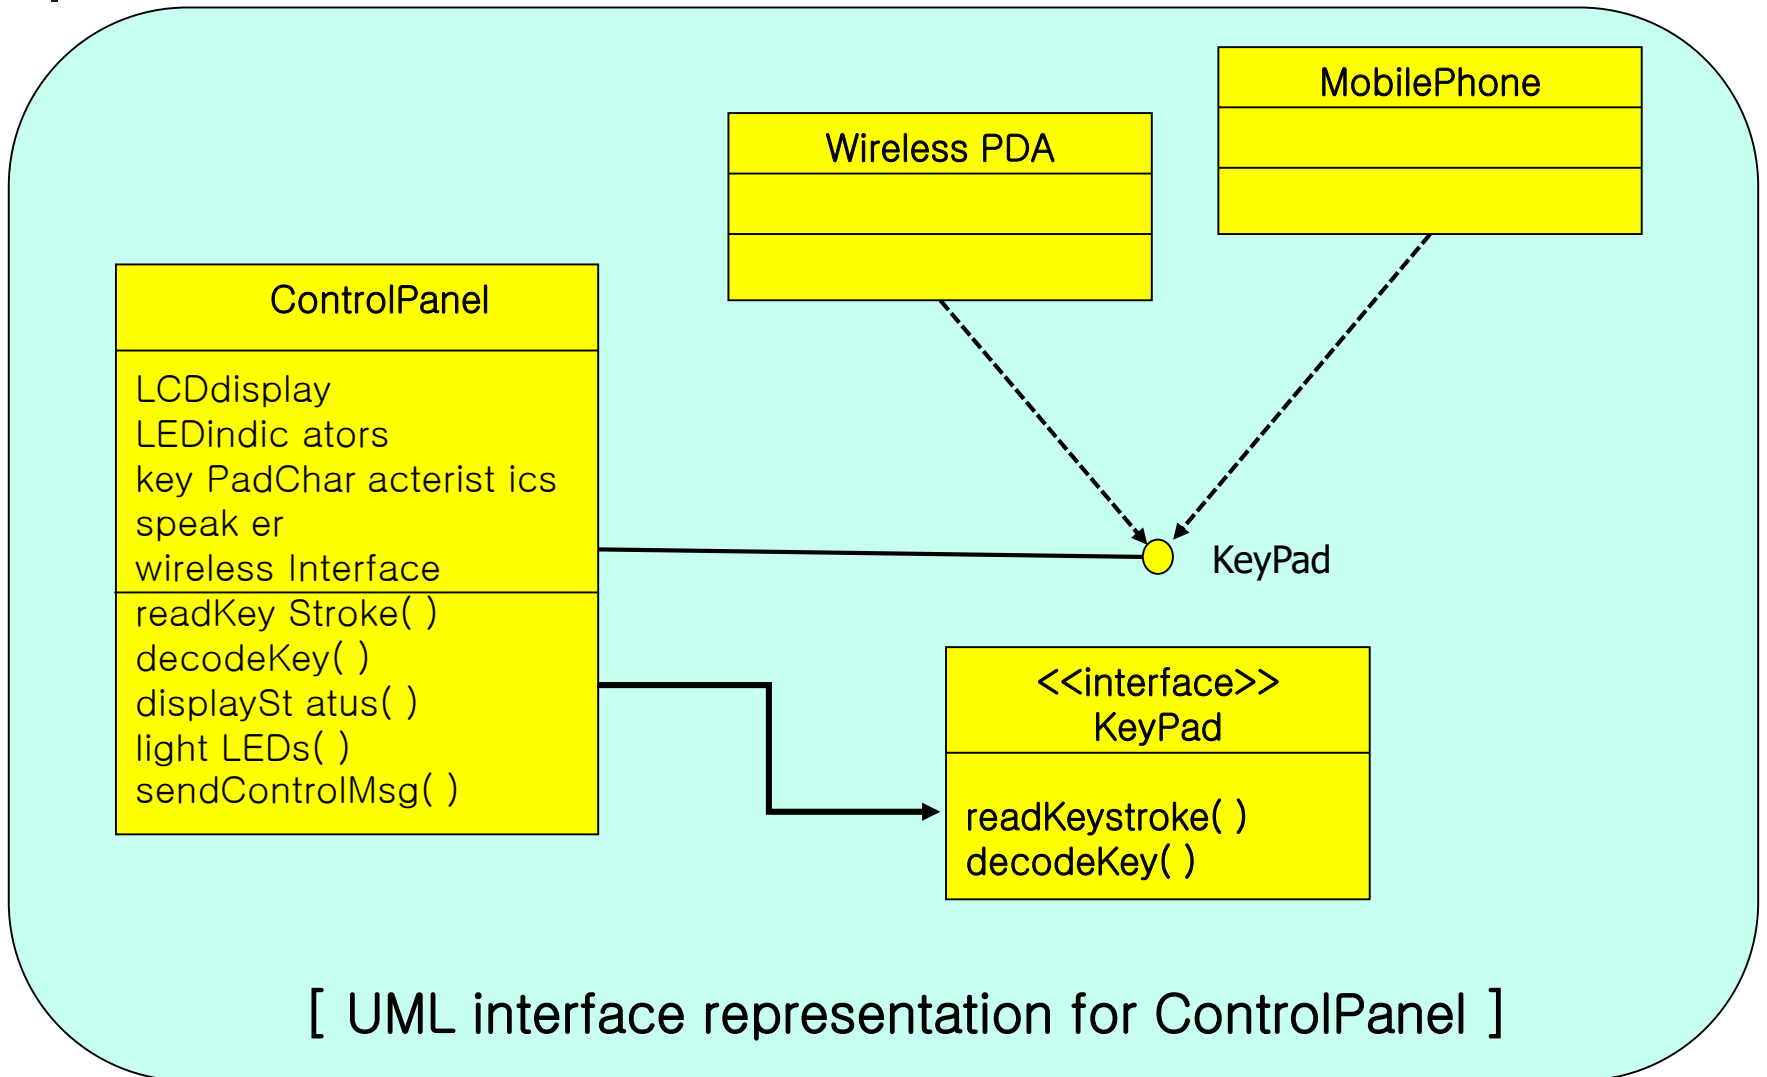 MobilePhone
Wireless PDA
ControlPanel
LCDdisplay
LEDindic ators
key PadChar acterist ics
speak er
wireless Interface
readKey Stroke( )
decodeKey( )
displaySt atus( )
light LEDs( )
sendControlMsg( )
KeyPad
<<interface>>
KeyPad
readKeystroke( )
decodeKey( )
[ UML interface representation for ControlPanel ]